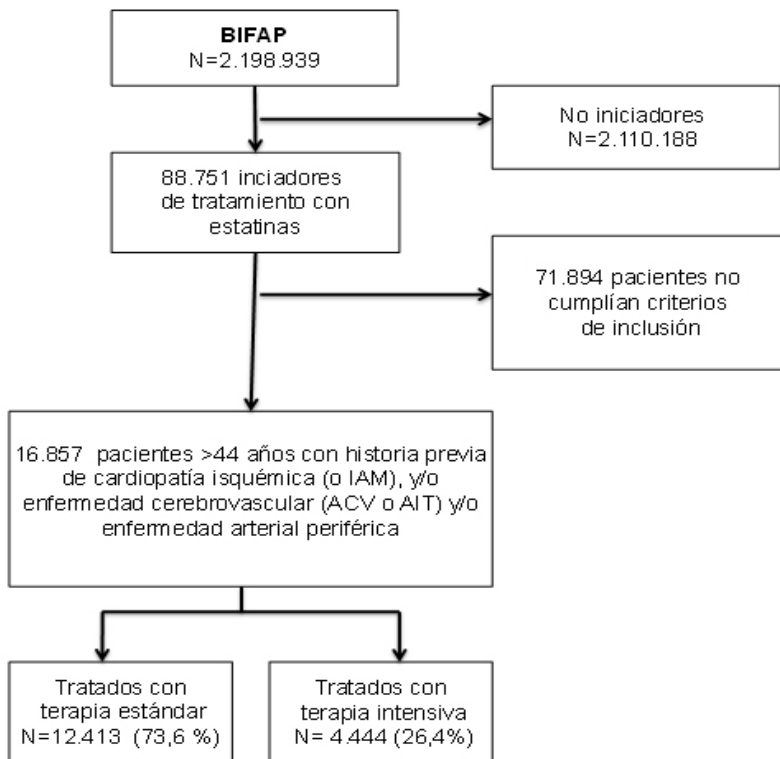 BIFAP
N=2.198.939
No iniciadores
N=2.110.188
88.751 inciadores
de tratamiento con
estatinas
71.894 pacientes no
cumplían criterios
de inclusión
16.857 pacientes >44 años con historia previa
de cardiopatía isquémica (o IAM), y/o
enfermedad cerebrovascular (ACV o AIT) y/o
enfermedad arterial periférica
Tratados con
terapia estándar
N=12.413 (73,6 %)
Tratados con
terapia intensiva
N= 4.444 (26,4%)